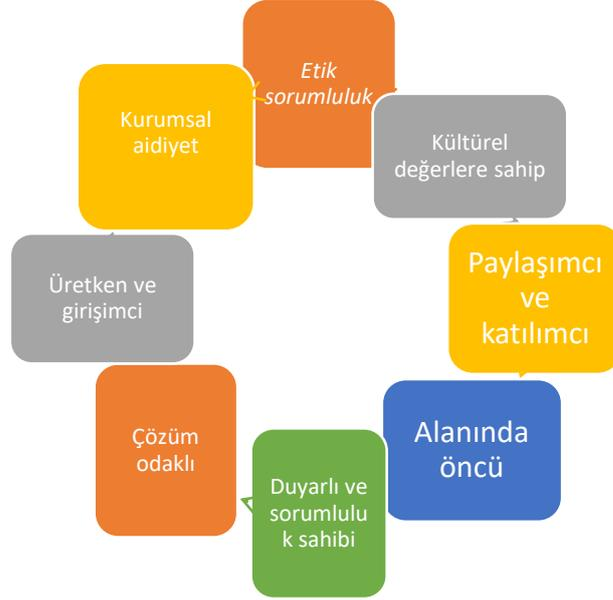 Etik
sorumluluk
Kültürel
değerlere sahip
Paylaşımcı
ve
katılımcı
Alanında
öncü
Duyarlı ve
sorumlulu
k sahibi
Çözüm
odaklı
Üretken ve
girişimci
Kurumsal
aidiyet